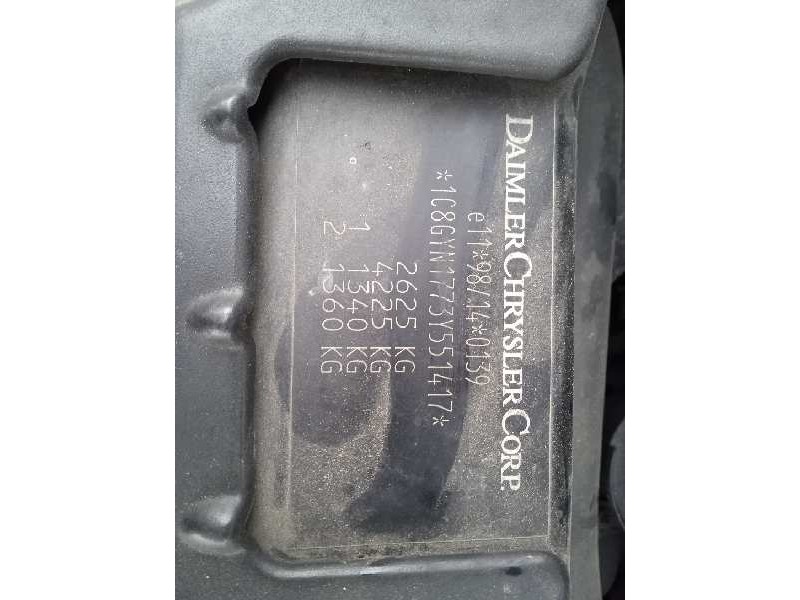 DAIMLERCHRYSLER CORP.
e11*98/14*0139
*1C8GYN1773Y551417*
2625 KG
4225 KG
1 1340 KG
2 1360 KG